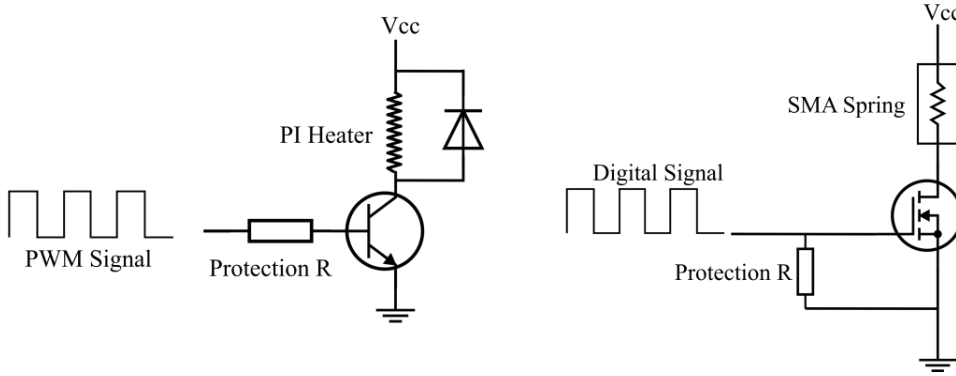 Vcc
PI Heater
PWM Signal
Protection R
Vcc
SMA Spring
Digital Signal
Protection R